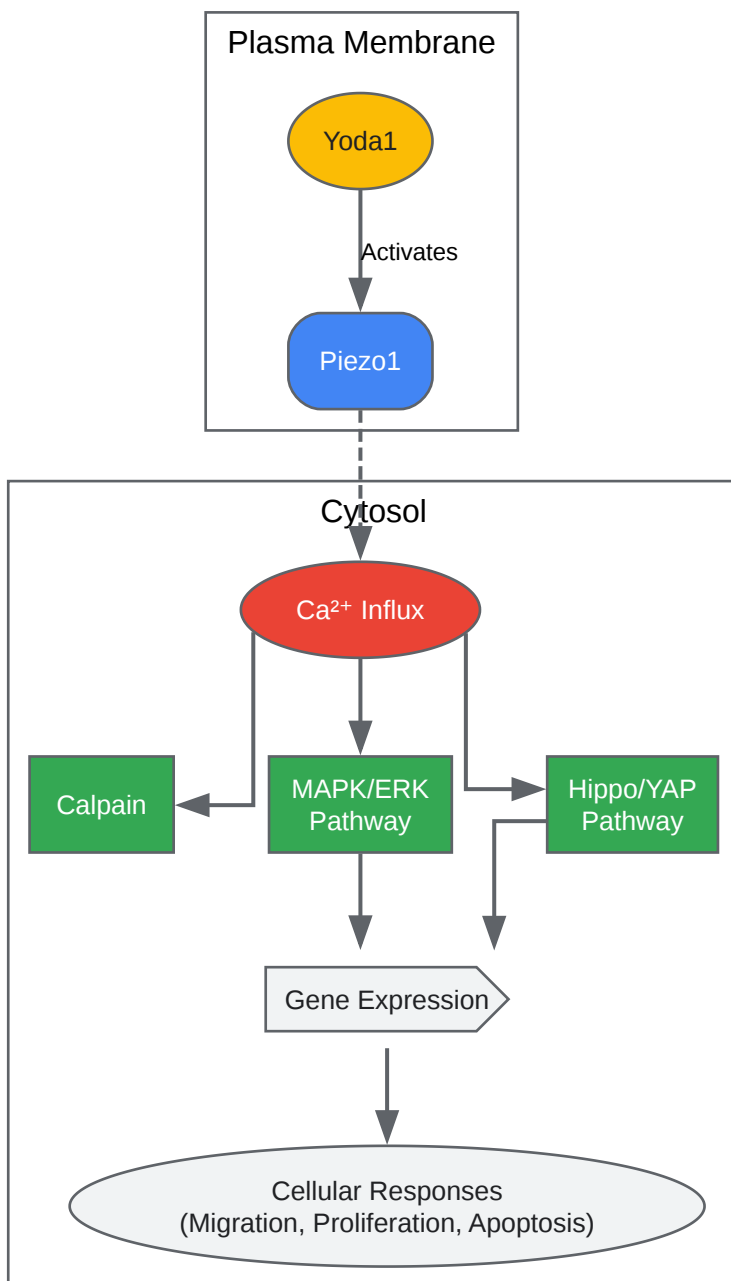 Plasma Membrane
Yoda1
Activates
Piezo1
Cytosol
Ca²⁺ Influx
Calpain
MAPK/ERK
Pathway
Hippo/YAP
Pathway
Gene Expression
Cellular Responses
(Migration, Proliferation, Apoptosis)